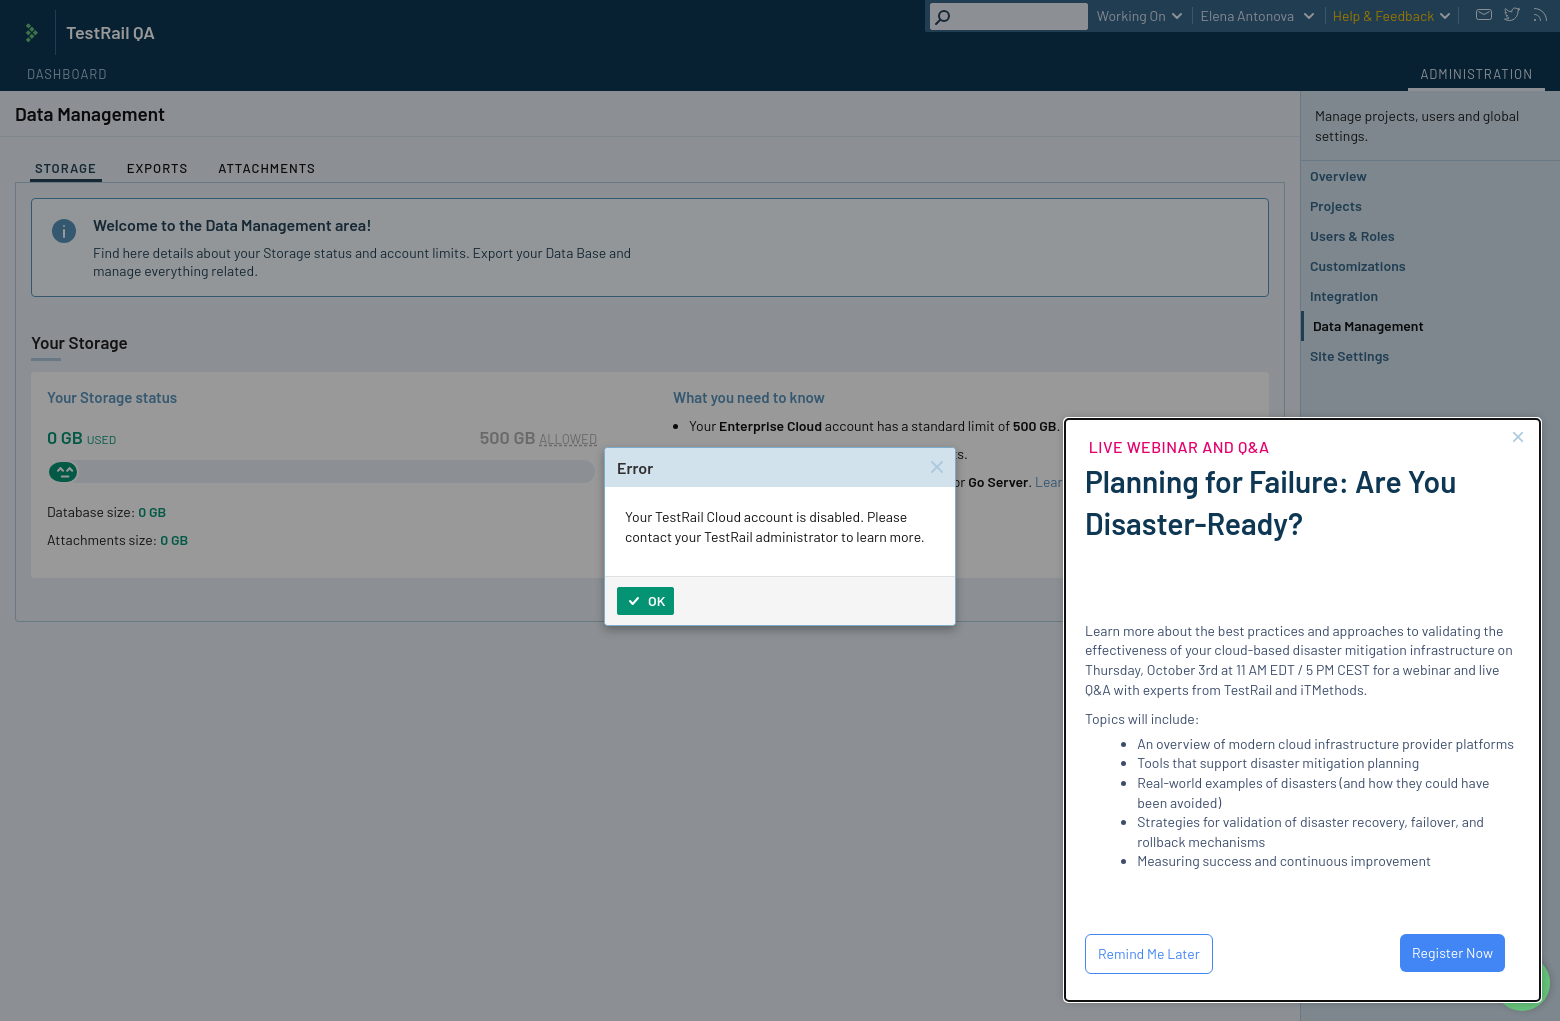 TestRail QA
Working On
Elena Antonova
Help & Feedback
DASHBOARD
ADMINISTRATION
Data Management
Manage projects, users and global
settings.
STORAGE
EXPORTS
ATTACHMENTS
Overview
Projects
Users & Roles
Customizations
Integration
Data Management
Site Settings
Welcome to the Data Management area!
Find here details about your Storage status and account limits. Export your Data Base and
manage everything related.
Your Storage
Your Storage status
0 GB USED
500 GB ALLOWED
Database size: 0 GB
Attachments size: 0 GB
What you need to know
Your Enterprise Cloud account has a standard limit of 500 GB.
Go Server.
Error
Your TestRail Cloud account is disabled. Please
contact your TestRail administrator to learn more.
OK
LIVE WEBINAR AND Q&A
Planning for Failure: Are You
Disaster-Ready?
Learn more about the best practices and approaches to validating the
effectiveness of your cloud-based disaster mitigation infrastructure on
Thursday, October 3rd at 11 AM EDT / 5 PM CEST for a webinar and live
Q&A with experts from TestRail and iTMethods.
Topics will include:
An overview of modern cloud infrastructure provider platforms
Tools that support disaster mitigation planning
Real-world examples of disasters (and how they could have
been avoided)
Strategies for validation of disaster recovery, failover, and
rollback mechanisms
Measuring success and continuous improvement
Remind Me Later
Register Now